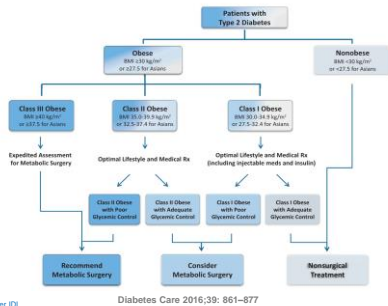 Patients with
Type 2 Diabetes
Obese
BMI ≥30 kg/m²
or ≥27.5 for Asians
Nonobese
BMI <30 kg/m²
or <27.5 for Asians
Class III Obese
BMI ≥40 kg/m²
or ≥37.5 for Asians
Class II Obese
BMI 35.0-39.9 kg/m²
or 32.5-37.4 for Asians
Class I Obese
BMI 30.0-34.9 kg/m²
or 27.5-32.4 for Asians
Expedited Assessment
for Metabolic Surgery
Optimal Lifestyle and Medical Rx
Optimal Lifestyle and Medical Rx
(including injectable meds and insulin)
Class II Obese
with Poor
Glycemic Control
Class II Obese
with Adequate
Glycemic Control
Class I Obese
with Poor
Glycemic Control
Class I Obese
with Adequate
Glycemic Control
Recommend
Metabolic Surgery
Consider
Metabolic Surgery
Nonsurgical
Treatment
Diabetes Care 2016;39: 861–877